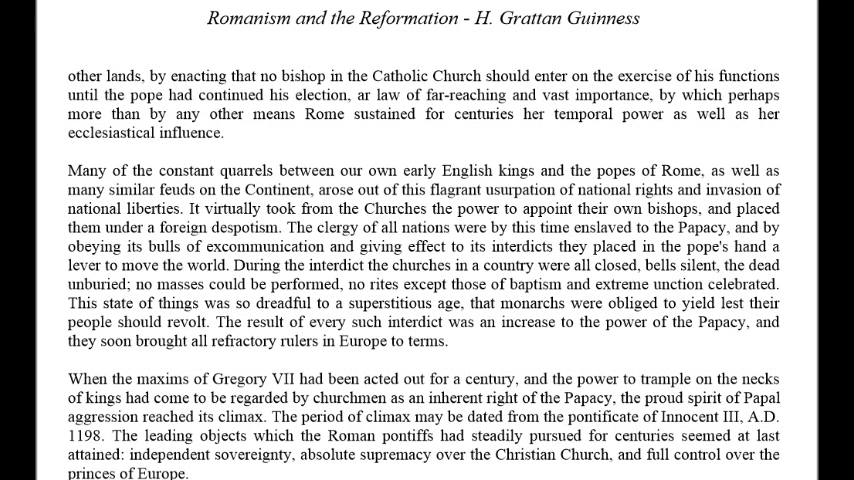 Romanism and the Reformation - H. Grattan Guinness
other lands, by enacting that no bishop in the Catholic Church should enter on the exercise of his functions
until the pope had continued his election, ar law of far-reaching and vast importance, by which perhaps
more than by any other means Rome sustained for centuries her temporal power as well as her
ecclesiastical influence.
Many of the constant quarrels between our own early English kings and the popes of Rome, as well as
many similar feuds on the Continent, arose out of this flagrant usurpation of national rights and invasion of
national liberties. It virtually took from the Churches the power to appoint their own bishops, and placed
them under a foreign despotism. The clergy of all nations were by this time enslaved to the Papacy, and by
obeying its bulls of excommunication and giving effect to its interdicts they placed in the pope's hand a
lever to move the world. During the interdict the churches in a country were all closed, bells silent, the dead
unburied; no masses could be performed, no rites except those of baptism and extreme unction celebrated.
This state of things was so dreadful to a superstitious age, that monarchs were obliged to yield lest their
people should revolt. The result of every such interdict was an increase to the power of the Papacy, and
they soon brought all refractory rulers in Europe to terms.
When the maxims of Gregory VII had been acted out for a century, and the power to trample on the necks
of kings had come to be regarded by churchmen as an inherent right of the Papacy, the proud spirit of Papal
aggression reached its climax. The period of climax may be dated from the pontificate of Innocent III, A.D.
1198. The leading objects which the Roman pontiffs had steadily pursued for centuries seemed at last
attained: independent sovereignty, absolute supremacy over the Christian Church, and full control over the
princes of Europe.